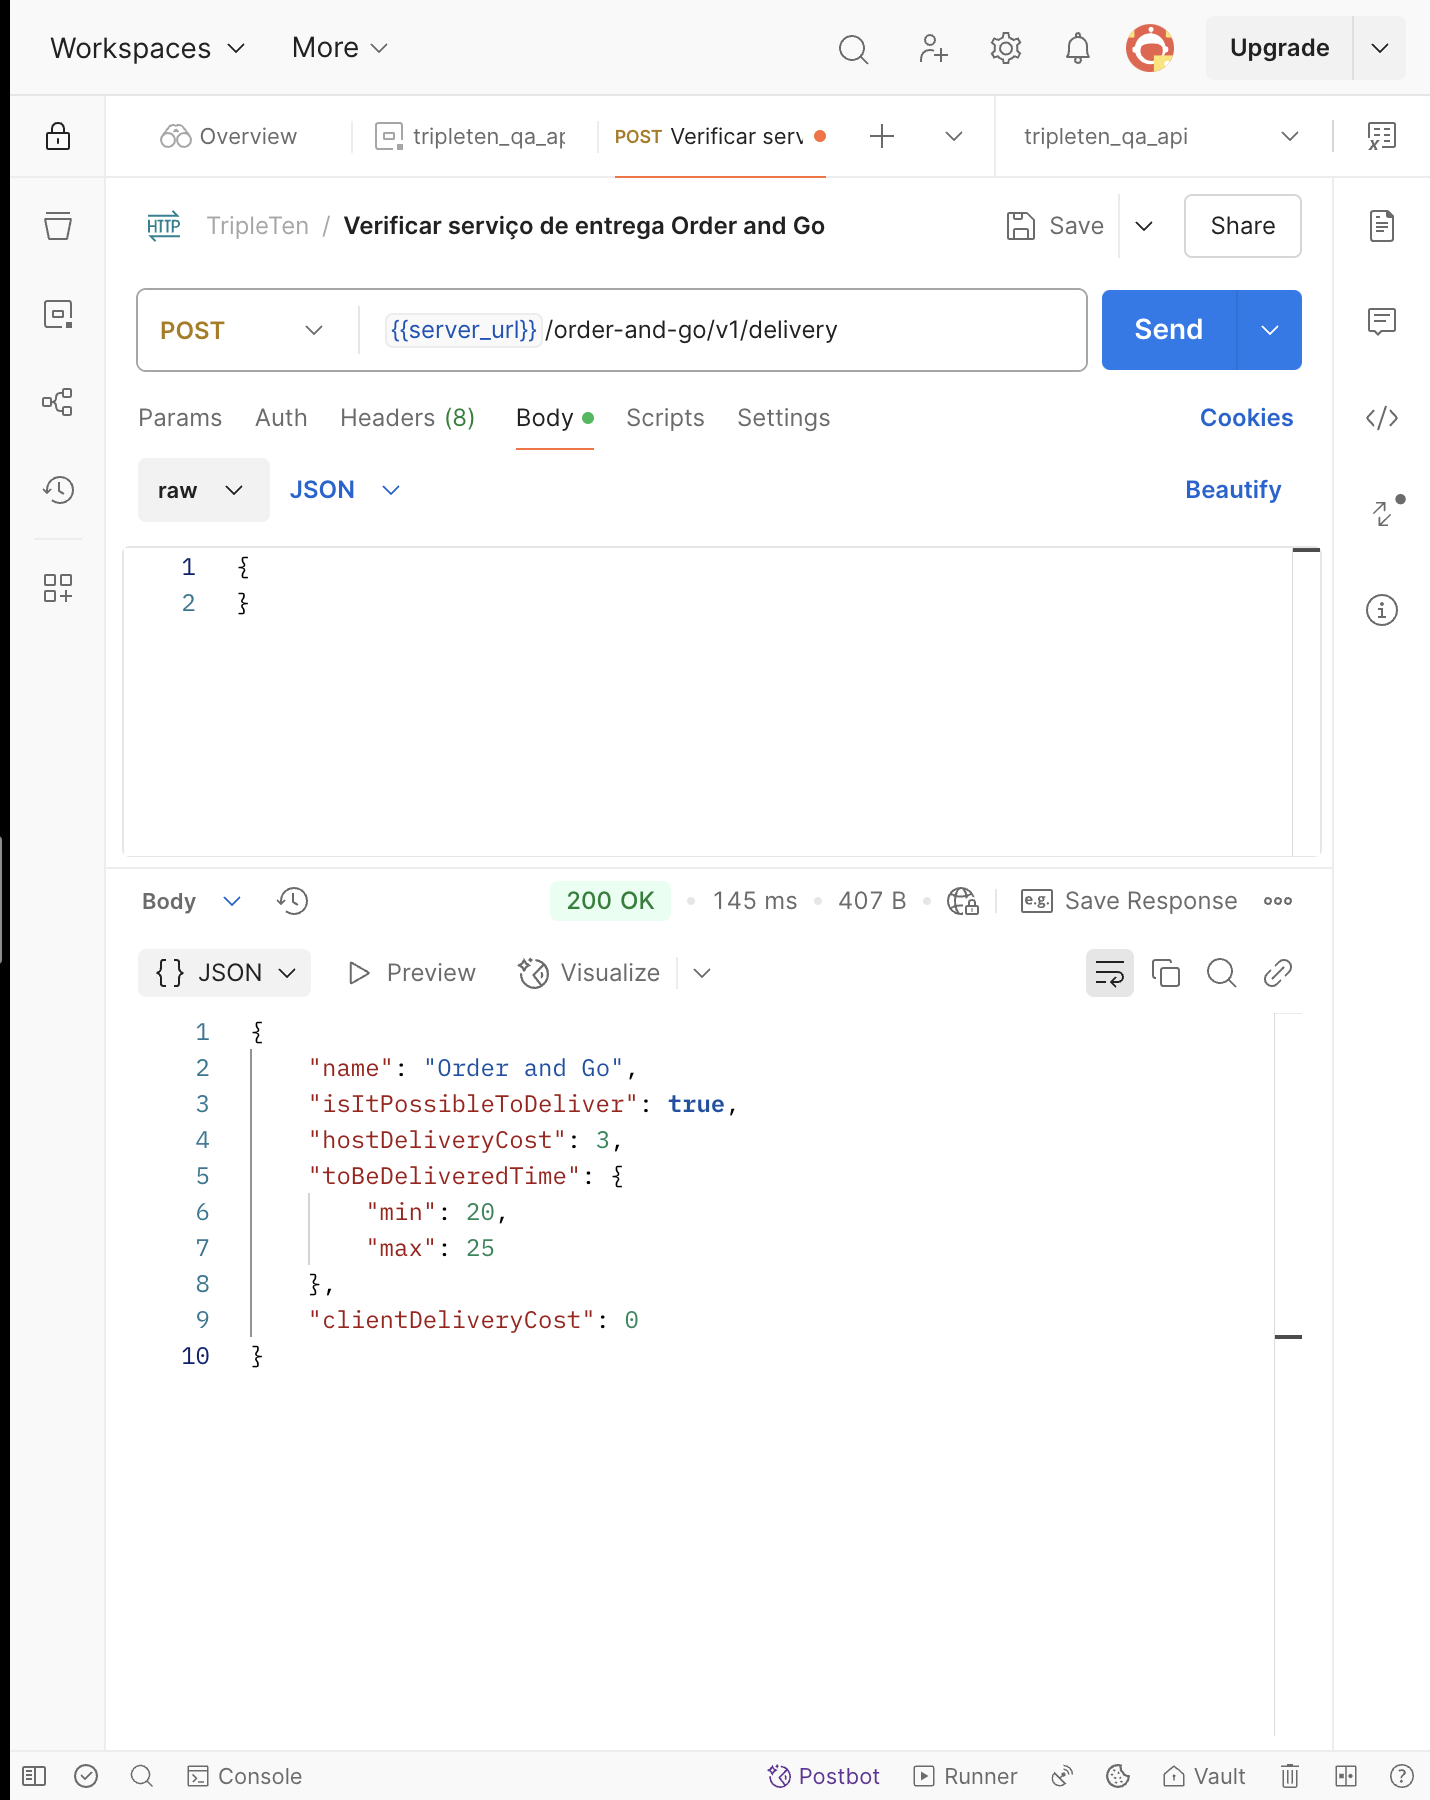 Workspaces More Upgrade
Overview tripleten_qa_ap POST Verificar serv tripleten_qa_api
HTTP TripleTen / Verificar serviço de entrega Order and Go Save Share
POST {{server_url}}/order-and-go/v1/delivery Send
Params Auth Headers (8) Body Scripts Settings Cookies
raw JSON Beautify
1 {
2 }
Body 200 OK 145 ms 407 B e.g. Save Response
{} JSON Preview Visualize
1 {
2 "name": "Order and Go",
3 "isItPossibleToDeliver": true,
4 "hostDeliveryCost": 3,
5 "toBeDeliveredTime": {
6 "min": 20,
7 "max": 25
8 },
9 "clientDeliveryCost": 0
10 }
Console Postbot Runner Vault